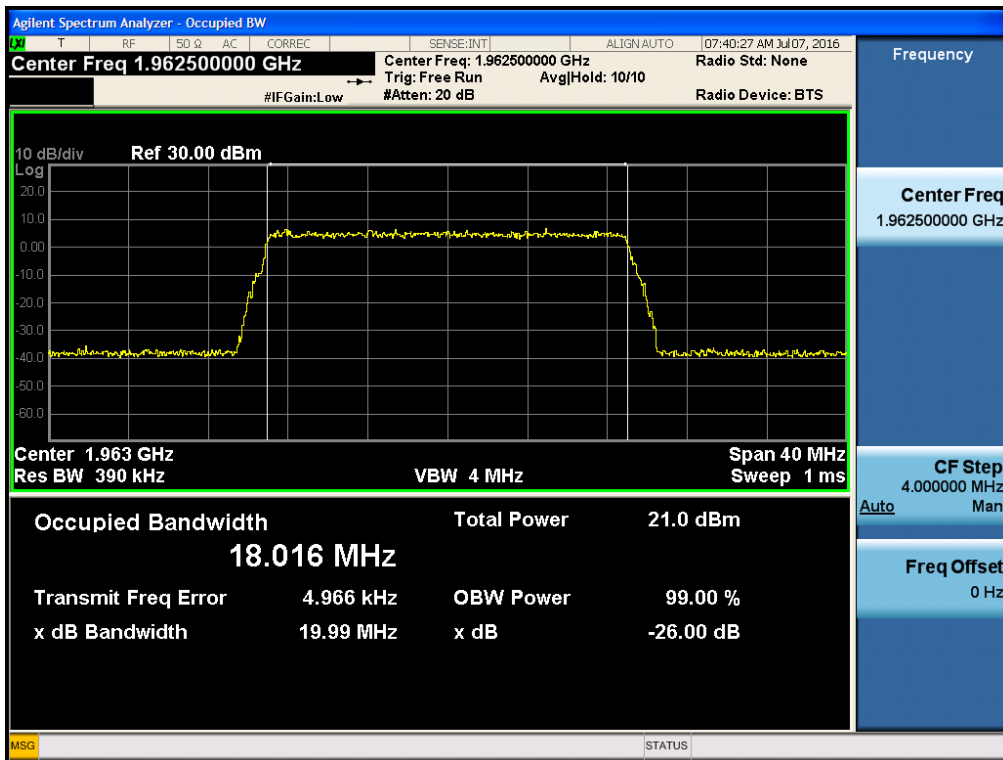 Agilent Spectrum Analyzer - Occupied BW
LXI T RF 50 Ω AC CORREC SENSE:INT ALIGN AUTO 07:40:27 AM Jul 07, 2016
Center Freq 1.962500000 GHz
Center Freq: 1.962500000 GHz
Radio Std: None
Trig: Free Run Avg|Hold: 10/10
#IFGain:Low
#Atten: 20 dB
Radio Device: BTS
10 dB/div Ref 30.00 dBm
Log
20.0
10.0
0.00
-10.0
-20.0
-30.0
-40.0
-50.0
-60.0
Center 1.963 GHz Span 40 MHz
Res BW 390 kHz VBW 4 MHz Sweep 1 ms
Occupied Bandwidth Total Power 21.0 dBm
18.016 MHz
Transmit Freq Error 4.966 kHz OBW Power 99.00 %
x dB Bandwidth 19.99 MHz x dB -26.00 dB
Frequency
Center Freq
1.962500000 GHz
CF Step
4.000000 MHz
Auto Man
Freq Offset
0 Hz
MSG STATUS